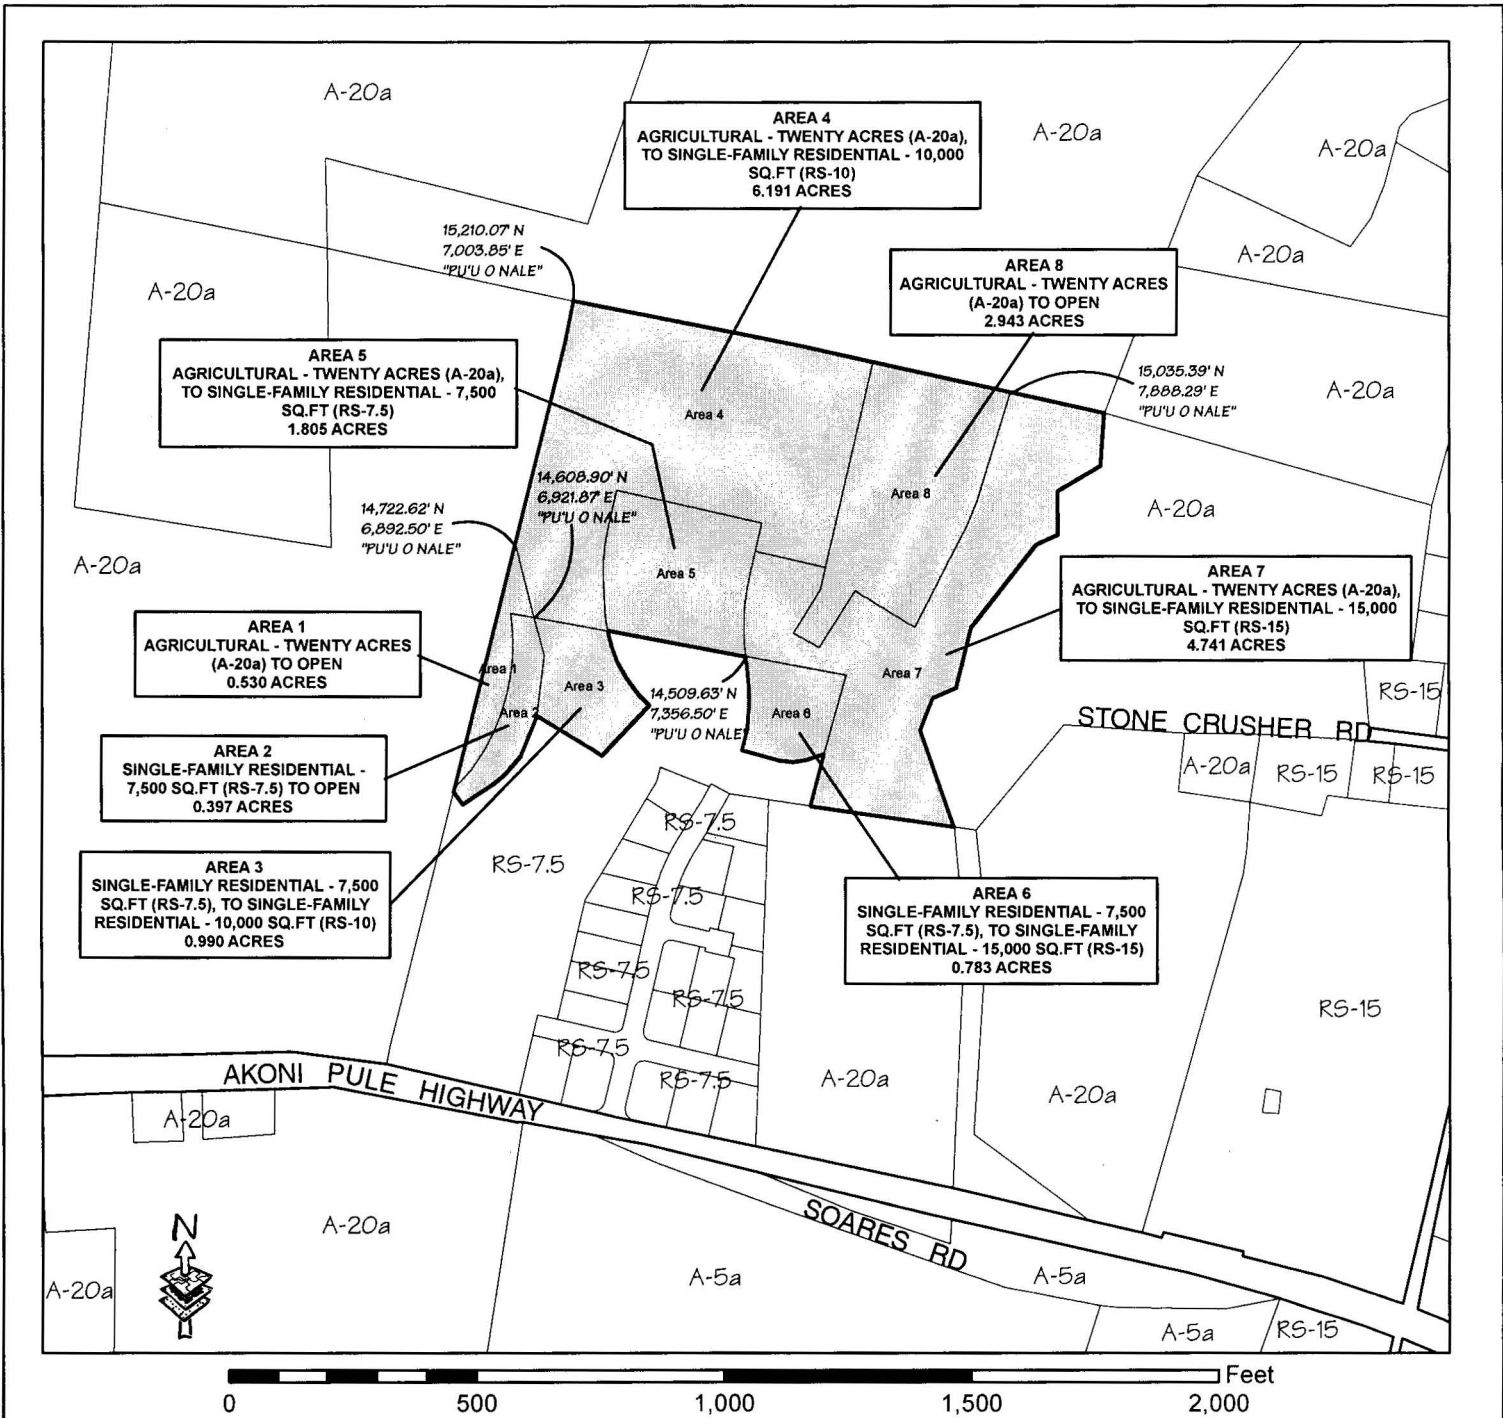 A-20a
AREA 4
AGRICULTURAL - TWENTY ACRES (A-20a),
TO SINGLE-FAMILY RESIDENTIAL - 10,000
SQ.FT (RS-10)
6.191 ACRES
A-20a
A-20a
15,210.07' N
7,003.85' E
"PU'U O NALE"
A-20a
AREA 8
AGRICULTURAL - TWENTY ACRES
(A-20a) TO OPEN
2.943 ACRES
A-20a
AREA 5
AGRICULTURAL - TWENTY ACRES (A-20a),
TO SINGLE-FAMILY RESIDENTIAL - 7,500
SQ.FT (RS-7.5)
1.805 ACRES
15,035.39' N
7,888.29' E
"PU'U O NALE"
A-20a
Area 4
14,608.90' N
6,921.87' E
"PU'U O NALE"
Area 8
14,722.62' N
6,892.50' E
"PU'U O NALE"
A-20a
A-20a
Area 5
AREA 7
AGRICULTURAL - TWENTY ACRES (A-20a),
TO SINGLE-FAMILY RESIDENTIAL - 15,000
SQ.FT (RS-15)
4.741 ACRES
AREA 1
AGRICULTURAL - TWENTY ACRES
(A-20a) TO OPEN
0.530 ACRES
Area 1
Area 3
Area 7
14,509.63' N
7,356.50' E
"PU'U O NALE"
Area 2
Area 6
RS-15
STONE CRUSHER RD
AREA 2
SINGLE-FAMILY RESIDENTIAL -
7,500 SQ.FT (RS-7.5) TO OPEN
0.397 ACRES
A-20a
RS-15
RS-15
RS-7.5
RS-7.5
AREA 3
SINGLE-FAMILY RESIDENTIAL - 7,500
SQ.FT (RS-7.5), TO SINGLE-FAMILY
RESIDENTIAL - 10,000 SQ.FT (RS-10)
0.990 ACRES
RS-7.5
AREA 6
SINGLE-FAMILY RESIDENTIAL - 7,500
SQ.FT (RS-7.5), TO SINGLE-FAMILY
RESIDENTIAL - 15,000 SQ.FT (RS-15)
0.783 ACRES
RS-7.5
RS-7.5
RS-15
RS-7.5
AKONI PULE HIGHWAY
RS-7.5
A-20a
A-20a
A-20a
N
A-20a
SOARES RD
A-20a
A-5a
A-5a
A-5a
RS-15
Feet
0 500 1,000 1,500 2,000